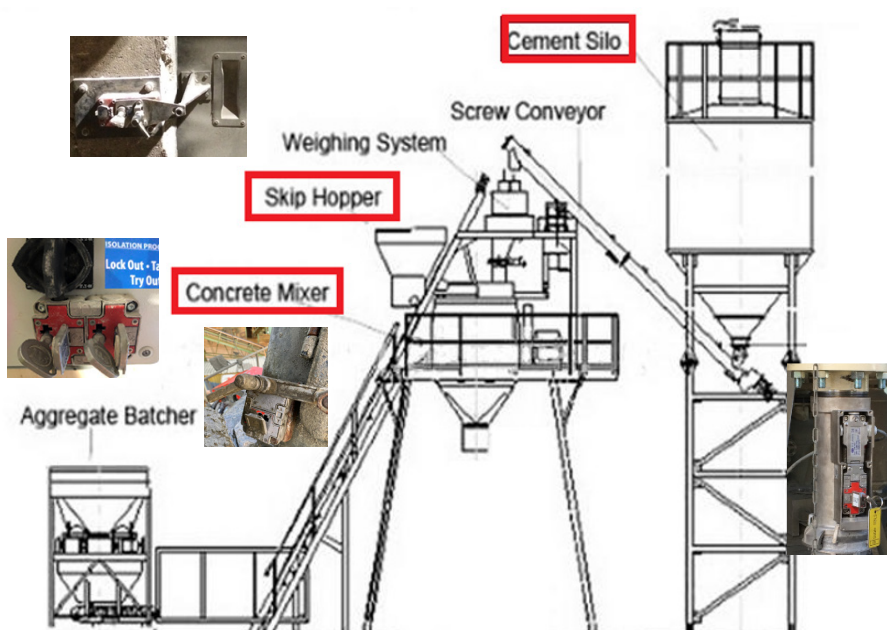 Cement Silo
Screw Conveyor
Weighing System
Skip Hopper
ISOLATION PROC
Lock Out - Ta
Try Out
Concrete Mixer
Aggregate Batcher